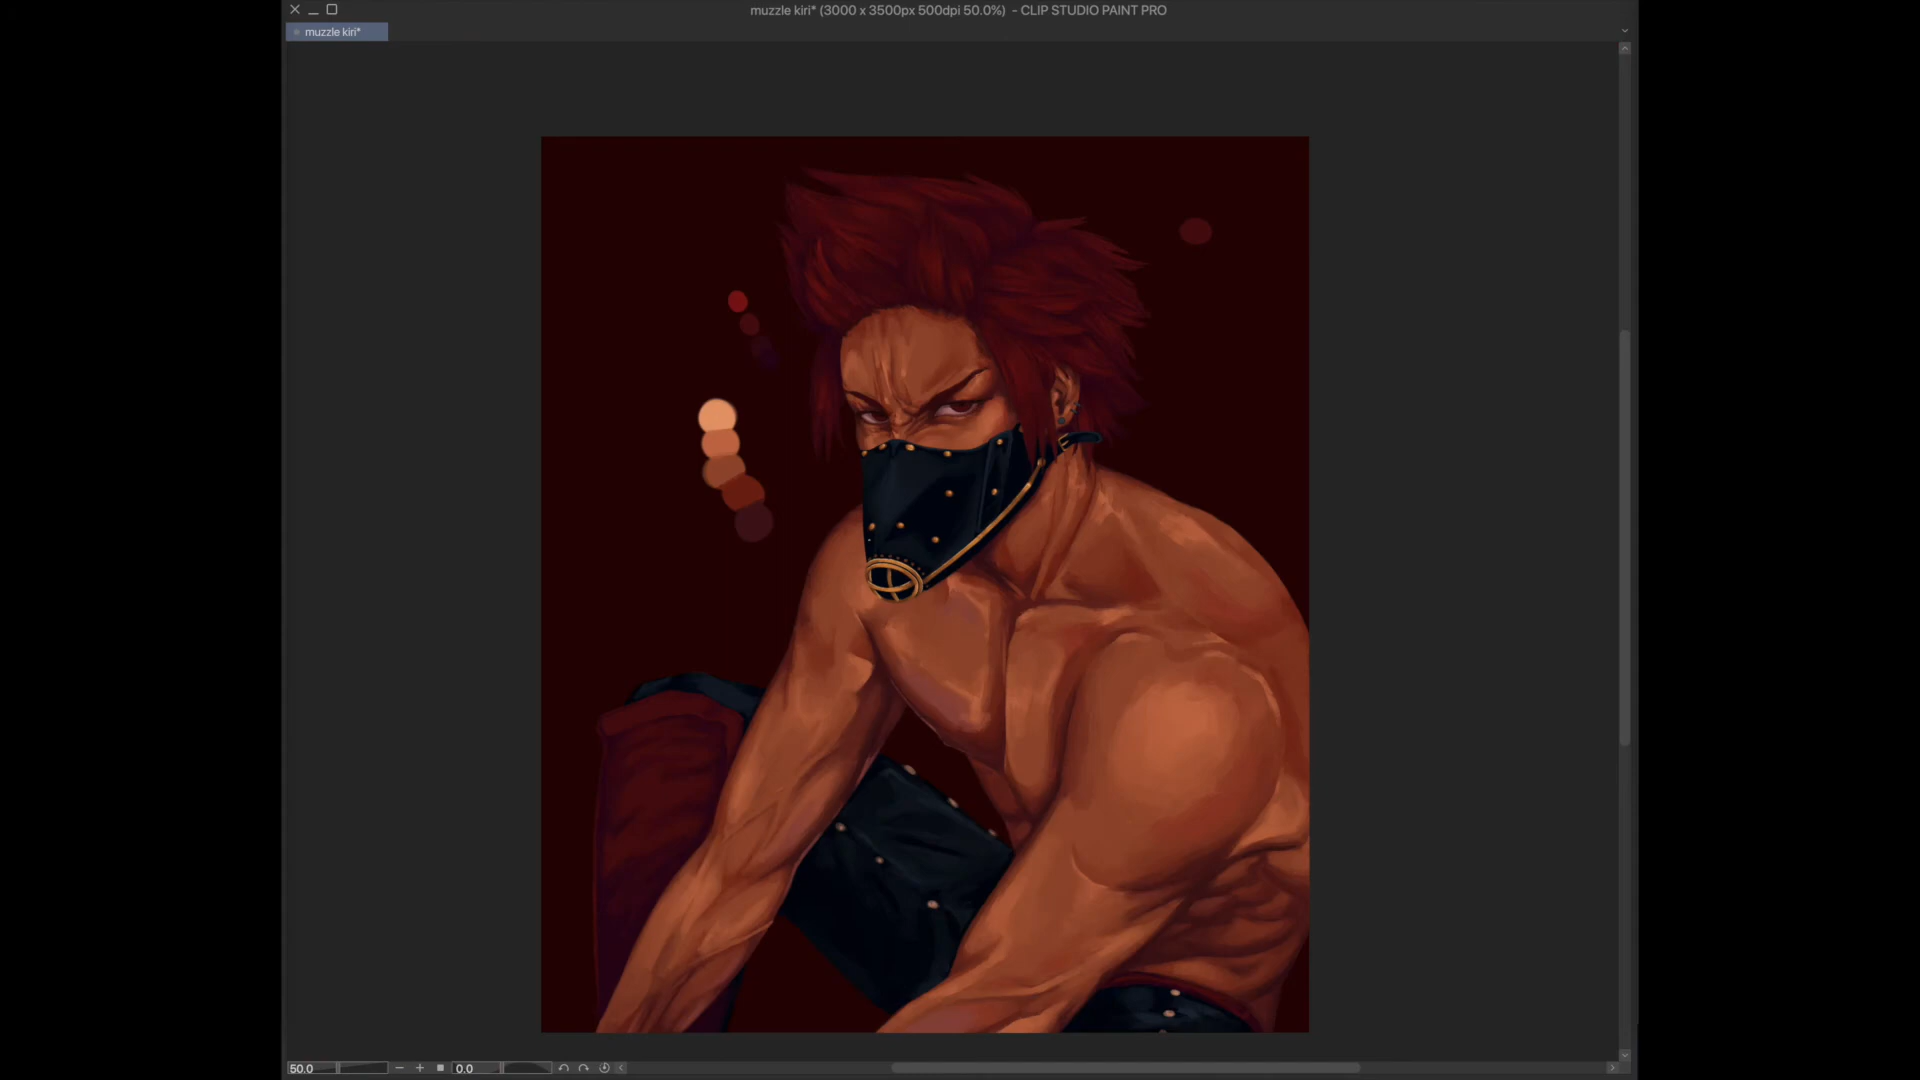 muzzle kiri* (3000 x 3500px 500dpi 50.0%) - CLIP STUDIO PAINT PRO
muzzle kiri*
50.0
0.0